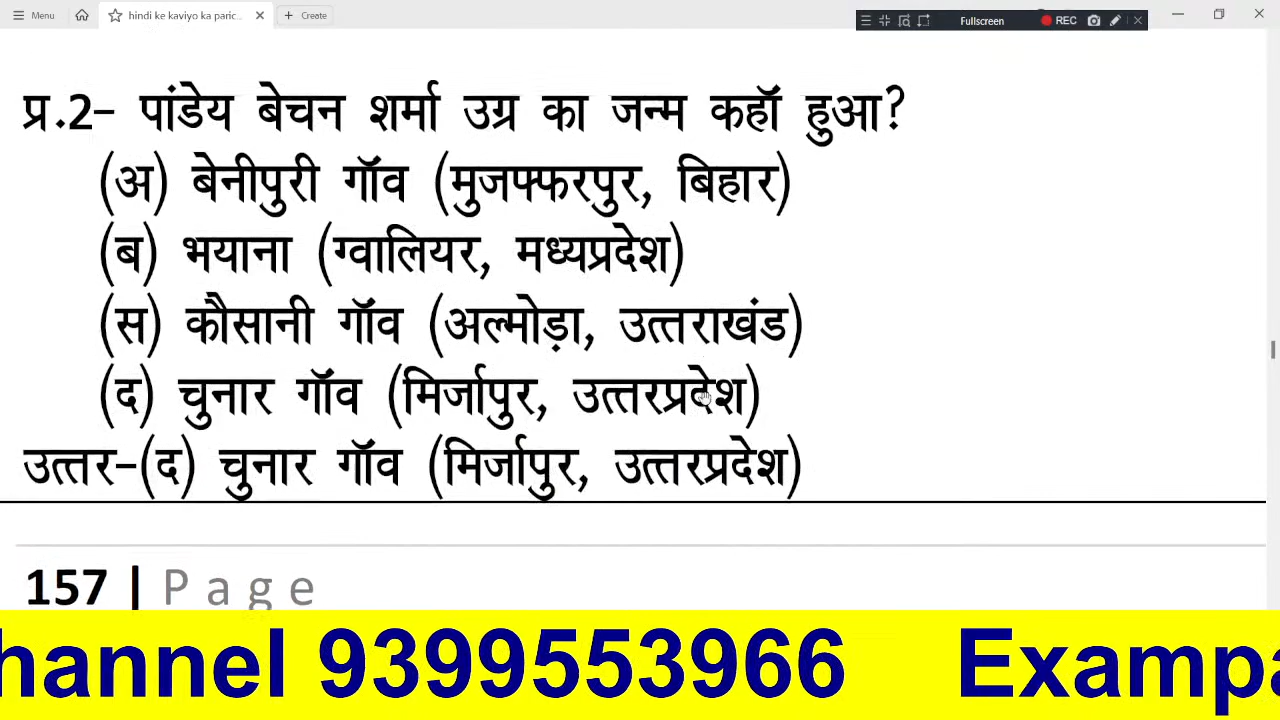 Menu hindi ke kaviyo ka paric... Create Fullscreen REC
प्र.2- पांडेय बेचन शर्मा उग्र का जन्म कहॉ हुआ?
(अ) बेनीपुरी गॉव (मुजफ्फरपुर, बिहार)
(ब) भयाना (ग्वालियर, मध्यप्रदेश)
(स) कौसानी गॉव (अल्मोड़ा, उत्तराखंड)
(द) चुनार गॉव (मिर्जापुर, उत्तरप्रदेश)
उत्तर-(द) चुनार गॉव (मिर्जापुर, उत्तरप्रदेश)
157 | P a g e
hannel 9399553966 Exampa